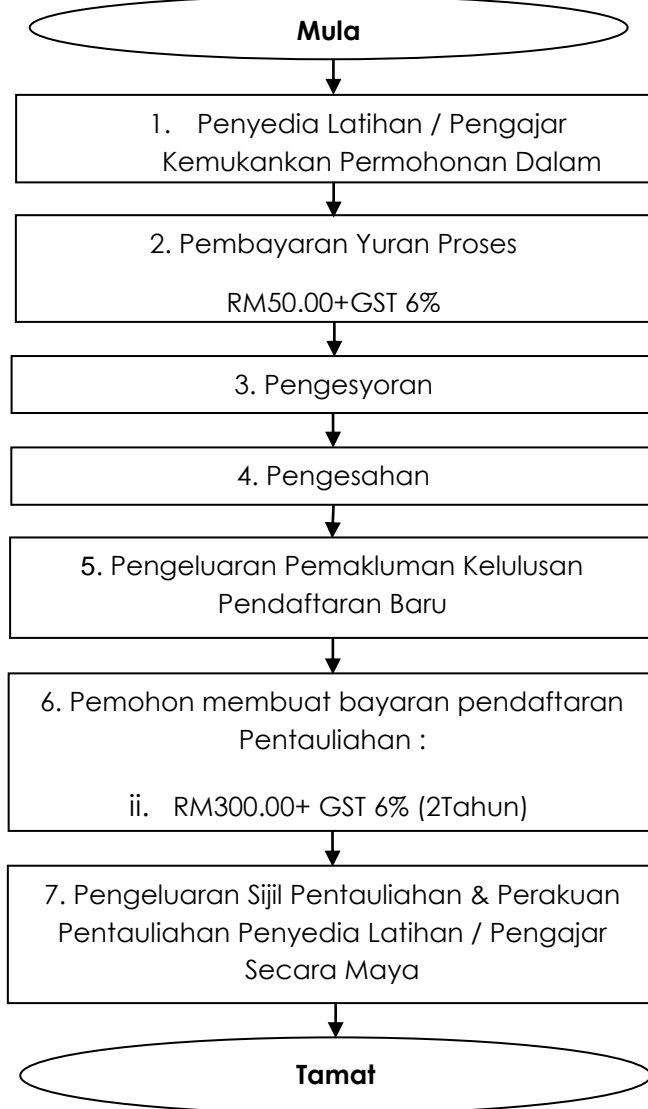 Mula
1. Penyedia Latihan / Pengajar
Kemukankan Permohonan Dalam
2. Pembayaran Yuran Proses
RM50.00+GST 6%
3. Pengesyoran
4. Pengesahan
5. Pengeluaran Pemakluman Kelulusan
Pendaftaran Baru
6. Pemohon membuat bayaran pendaftaran
Pentauliahan :
ii. RM300.00+ GST 6% (2Tahun)
7. Pengeluaran Sijil Pentauliahan & Perakuan
Pentauliahan Penyedia Latihan / Pengajar
Secara Maya
Tamat